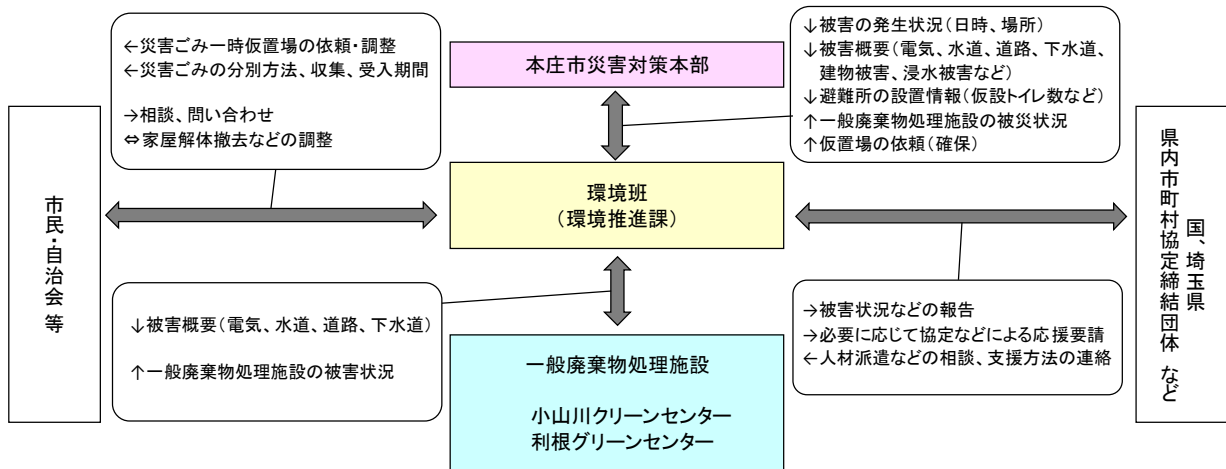 ←災害ごみ一時仮置場の依頼・調整
←災害ごみの分別方法、収集、受入期間
→相談、問い合わせ
⇔家屋解体撤去などの調整
本庄市災害対策本部
↓被害の発生状況(日時、場所)
↓被害概要(電気、水道、道路、下水道、
建物被害、浸水被害など)
↓避難所の設置情報(仮設トイレ数など)
↑一般廃棄物処理施設の被災状況
↑仮置場の依頼(確保)
市民・自治会 等
環境班
(環境推進課)
国、埼玉県
県内市町村協定締結団体 など
↓被害概要(電気、水道、道路、下水道)
↑一般廃棄物処理施設の被害状況
→被害状況などの報告
→必要に応じて協定などによる応援要請
←人材派遣などの相談、支援方法の連絡
一般廃棄物処理施設
小山川クリーンセンター
利根グリーンセンター